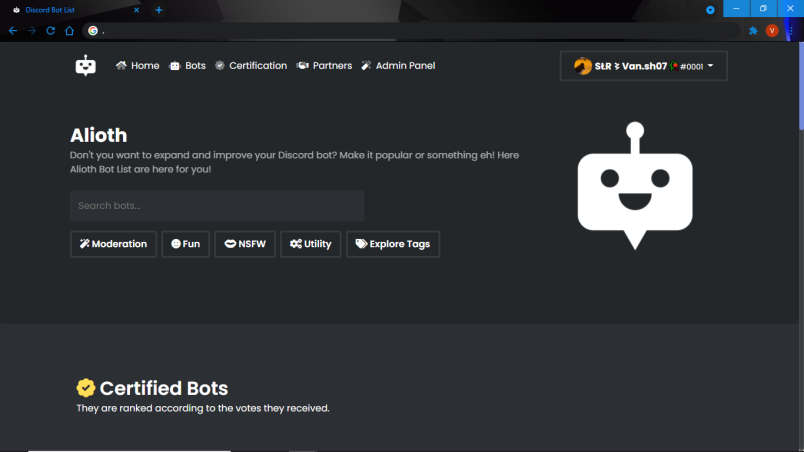 Discord Bot List
.
V
Home Bots Certification Partners Admin Panel
StR Van.sh07 #0001
Alioth
Don't you want to expand and improve your Discord bot? Make it popular or something eh! Here
Alioth Bot List are here for you!
Search bots...
Moderation Fun NSFW Utility Explore Tags
Certified Bots
They are ranked according to the votes they received.